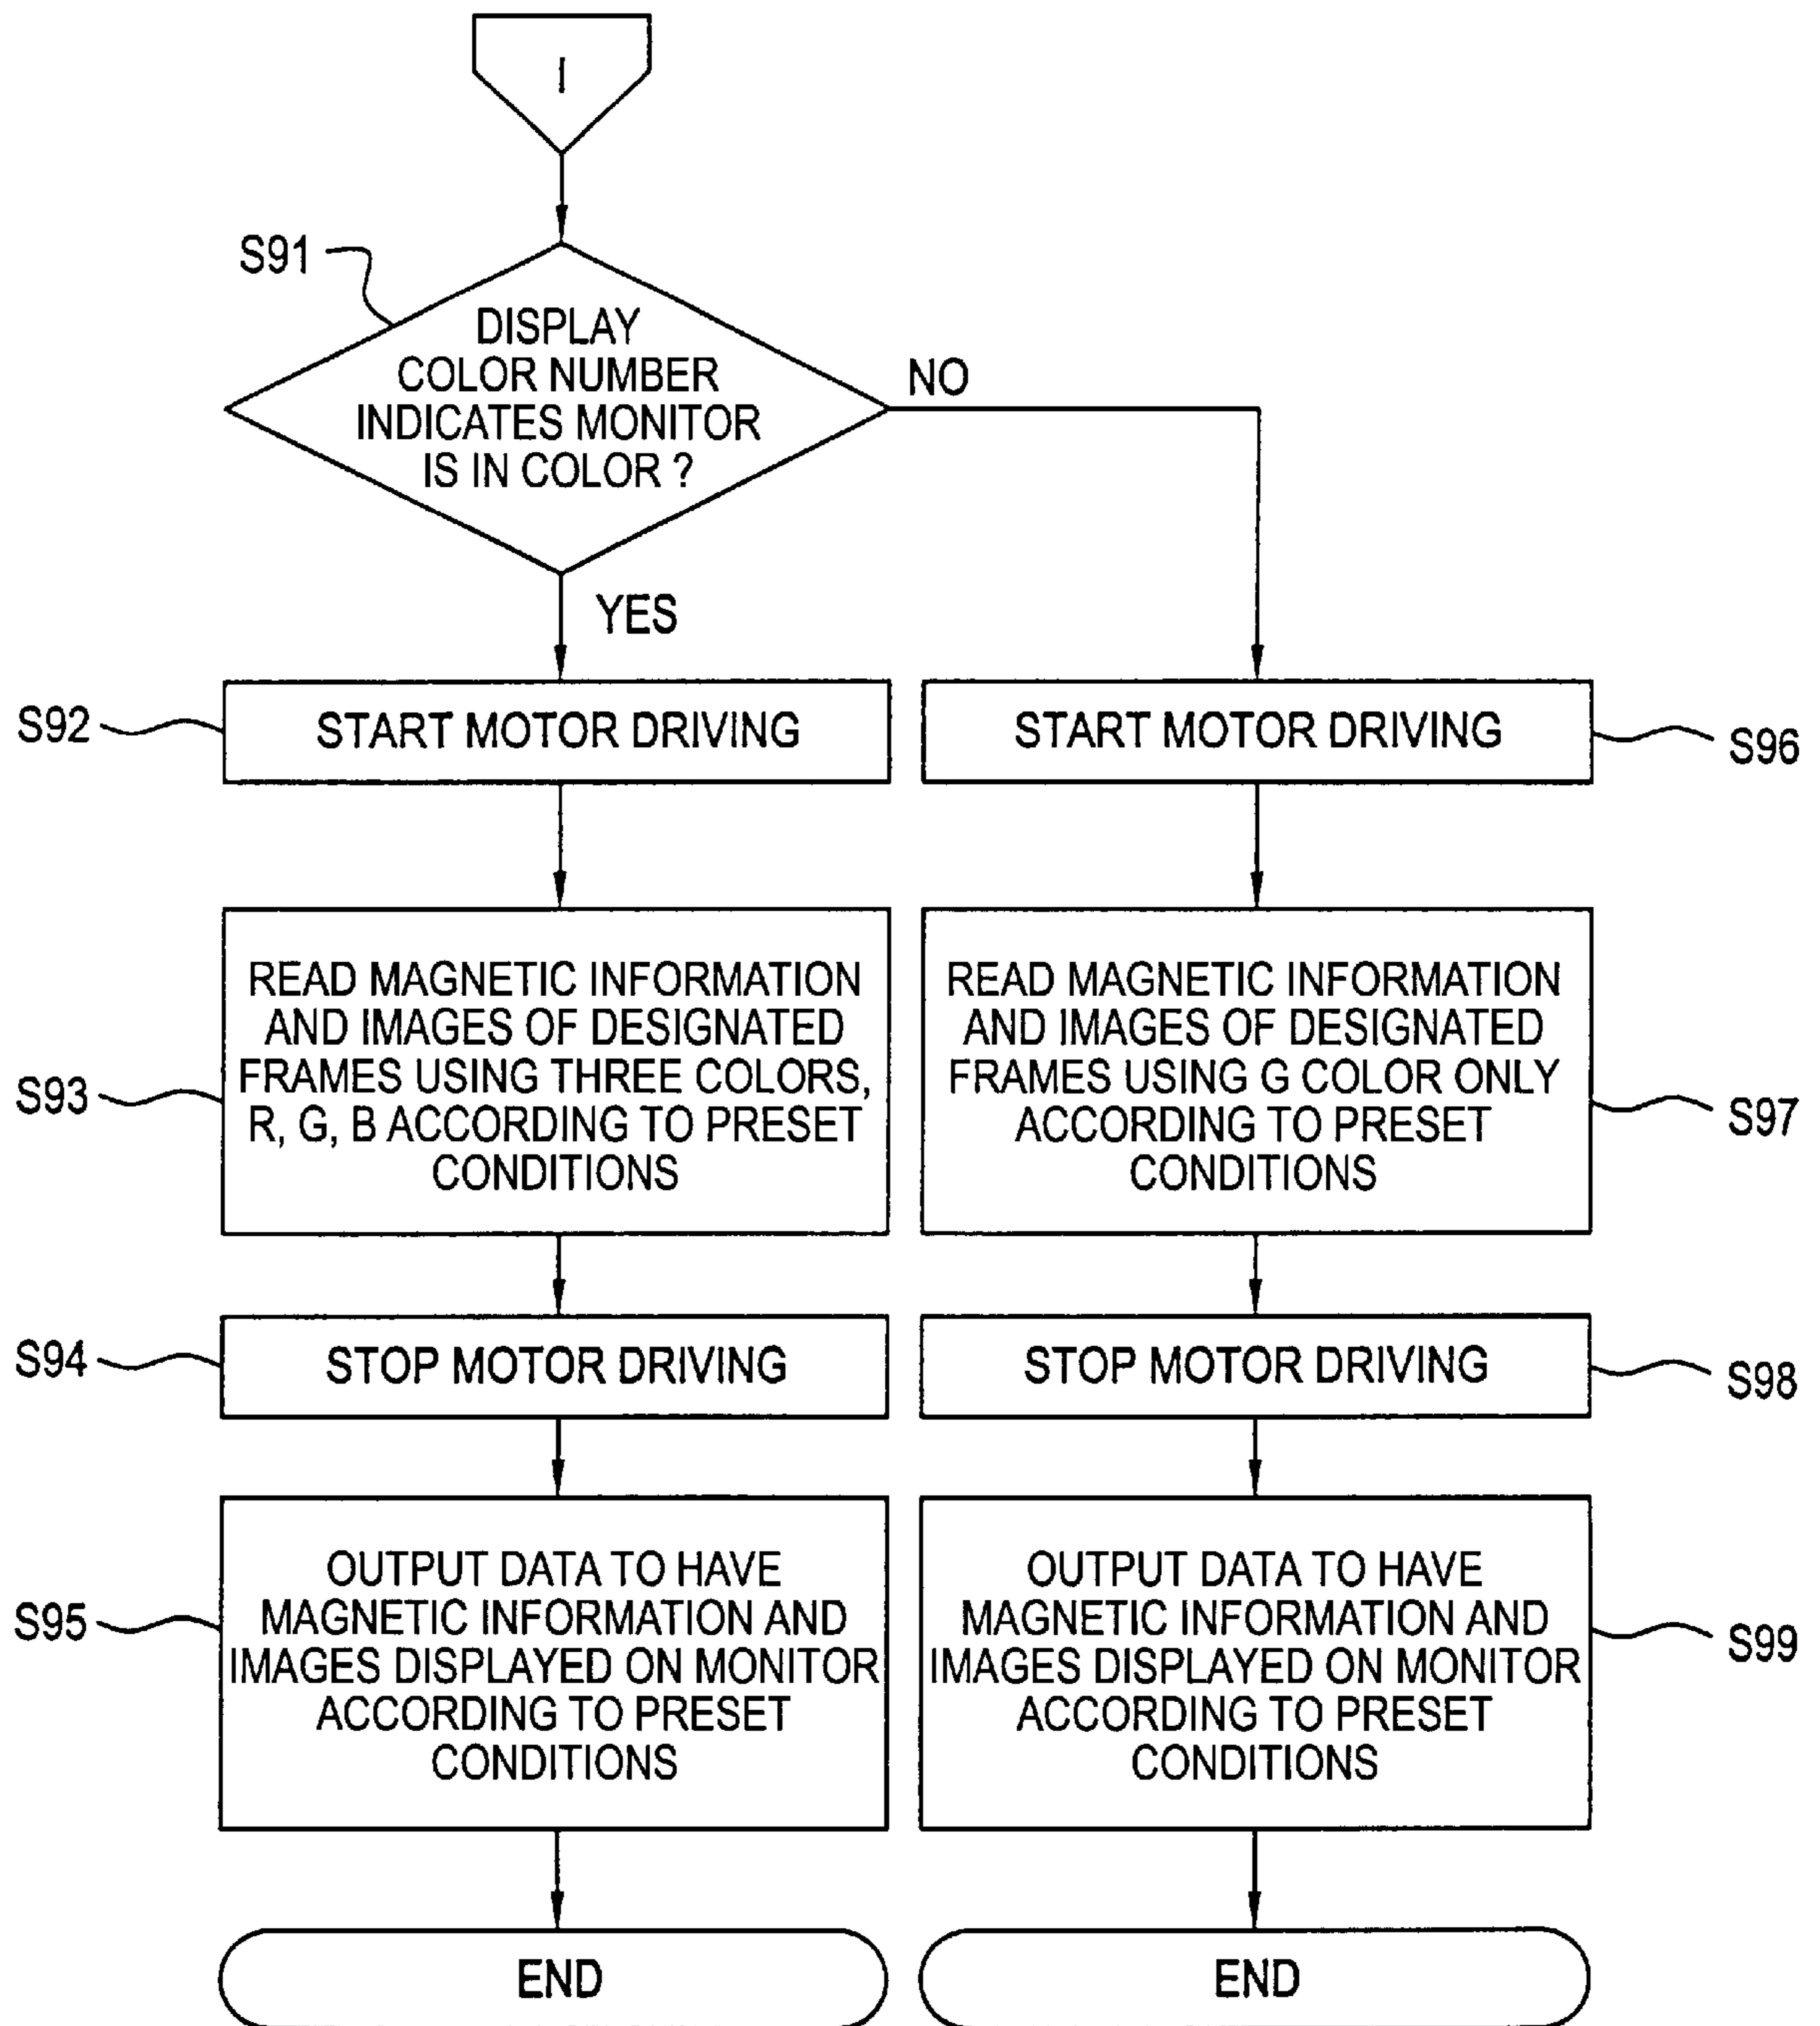 I
S91
DISPLAY
COLOR NUMBER
INDICATES MONITOR
IS IN COLOR ?
NO
YES
S92
START MOTOR DRIVING
START MOTOR DRIVING
S96
S93
READ MAGNETIC INFORMATION
AND IMAGES OF DESIGNATED
FRAMES USING THREE COLORS,
R, G, B ACCORDING TO PRESET
CONDITIONS
READ MAGNETIC INFORMATION
AND IMAGES OF DESIGNATED
FRAMES USING G COLOR ONLY
ACCORDING TO PRESET
CONDITIONS
S97
S94
STOP MOTOR DRIVING
STOP MOTOR DRIVING
S98
S95
OUTPUT DATA TO HAVE
MAGNETIC INFORMATION AND
IMAGES DISPLAYED ON MONITOR
ACCORDING TO PRESET
CONDITIONS
OUTPUT DATA TO HAVE
MAGNETIC INFORMATION AND
IMAGES DISPLAYED ON MONITOR
ACCORDING TO PRESET
CONDITIONS
S99
END
END